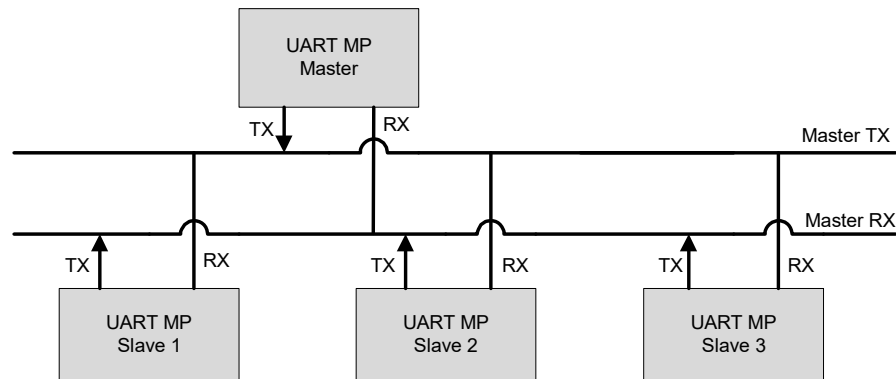 UART MP
Master
TX
RX
Master TX
Master RX
TX
RX
TX
RX
TX
RX
UART MP
Slave 1
UART MP
Slave 2
UART MP
Slave 3